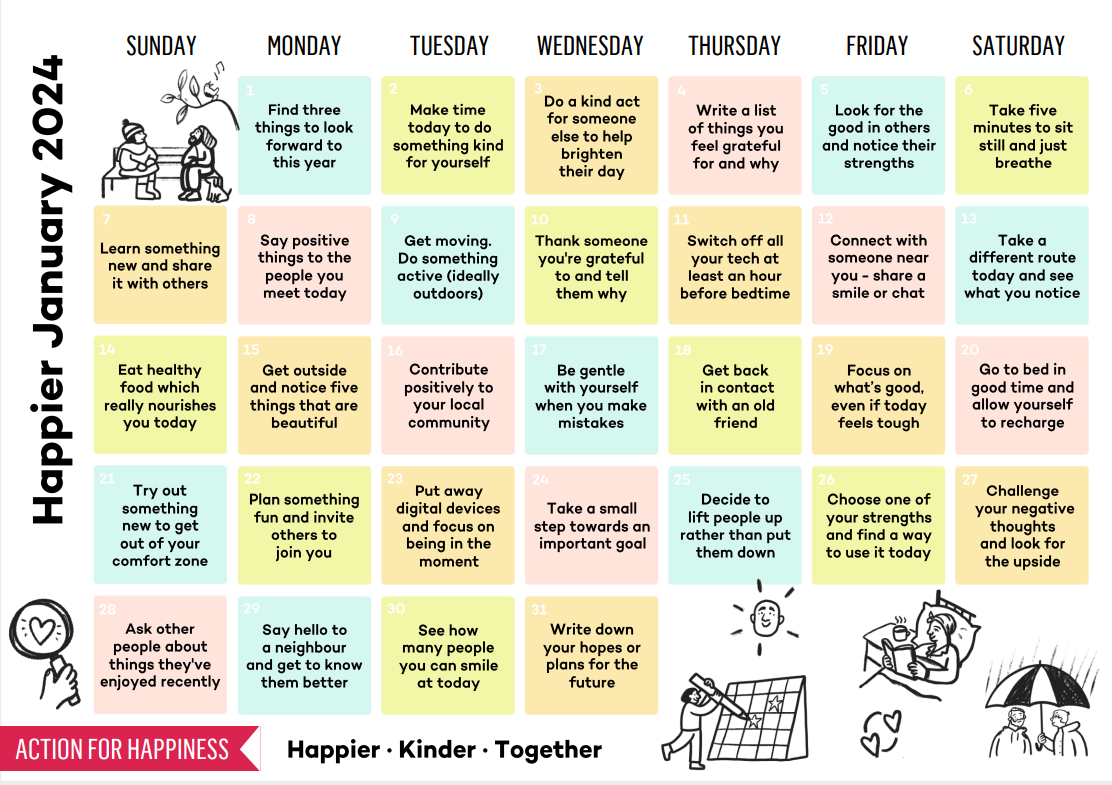 Happier January 2024
SUNDAY MONDAY TUESDAY WEDNESDAY THURSDAY FRIDAY SATURDAY
1
Find three
things to look
forward to
this year
2
Make time
today to do
something kind
for yourself
3
Do a kind act
for someone
else to help
brighten
their day
4
Write a list
of things you
feel grateful
for and why
5
Look for the
good in others
and notice their
strengths
6
Take five
minutes to sit
still and just
breathe
7
Learn something
new and share
it with others
8
Say positive
things to the
people you
meet today
9
Get moving.
Do something
active (ideally
outdoors)
10
Thank someone
you're grateful
to and tell
them why
11
Switch off all
your tech at
least an hour
before bedtime
12
Connect with
someone near
you - share a
smile or chat
13
Take a
different route
today and see
what you notice
14
Eat healthy
food which
really nourishes
you today
15
Get outside
and notice five
things that are
beautiful
16
Contribute
positively to
your local
community
17
Be gentle
with yourself
when you make
mistakes
18
Get back
in contact
with an old
friend
19
Focus on
what's good,
even if today
feels tough
20
Go to bed in
good time and
allow yourself
to recharge
21
Try out
something
new to get
out of your
comfort zone
22
Plan something
fun and invite
others to
join you
23
Put away
digital devices
and focus on
being in the
moment
24
Take a small
step towards an
important goal
25
Decide to
lift people up
rather than put
them down
26
Choose one of
your strengths
and find a way
to use it today
27
Challenge
your negative
thoughts
and look for
the upside
28
Ask other
people about
things they've
enjoyed recently
29
Say hello to
a neighbour
and get to know
them better
30
See how
many people
you can smile
at today
31
Write down
your hopes or
plans for the
future
ACTION FOR HAPPINESS
Happier · Kinder · Together